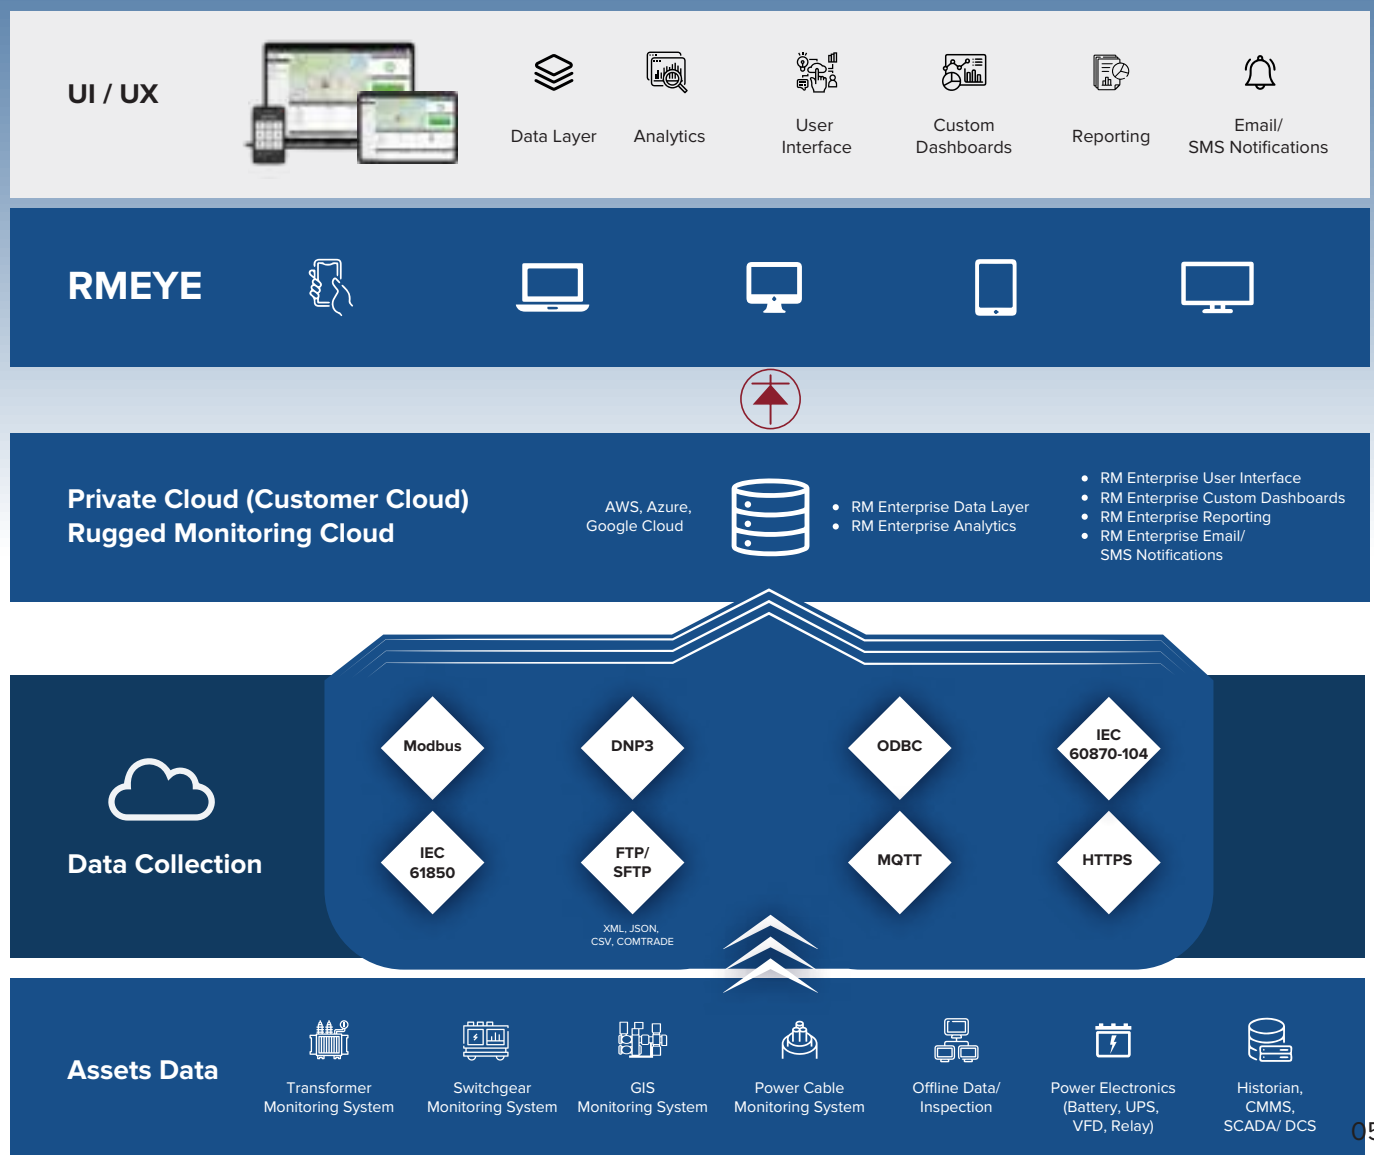 UI / UX
Data Layer
Analytics
User
Interface
Custom
Dashboards
Reporting
Email/
SMS Notifications
RMEYE
Private Cloud (Customer Cloud)
Rugged Monitoring Cloud
AWS, Azure,
Google Cloud
• RM Enterprise Data Layer
• RM Enterprise Analytics
• RM Enterprise User Interface
• RM Enterprise Custom Dashboards
• RM Enterprise Reporting
• RM Enterprise Email/
SMS Notifications
Data Collection
Modbus
DNP3
ODBC
IEC
60870-104
IEC
61850
FTP/
SFTP
MQTT
HTTPS
XML, JSON,
CSV, COMTRADE
Assets Data
Transformer
Monitoring System
Switchgear
Monitoring System
GIS
Monitoring System
Power Cable
Monitoring System
Offline Data/
Inspection
Power Electronics
(Battery, UPS,
VFD, Relay)
Historian,
CMMS,
SCADA/ DCS
05